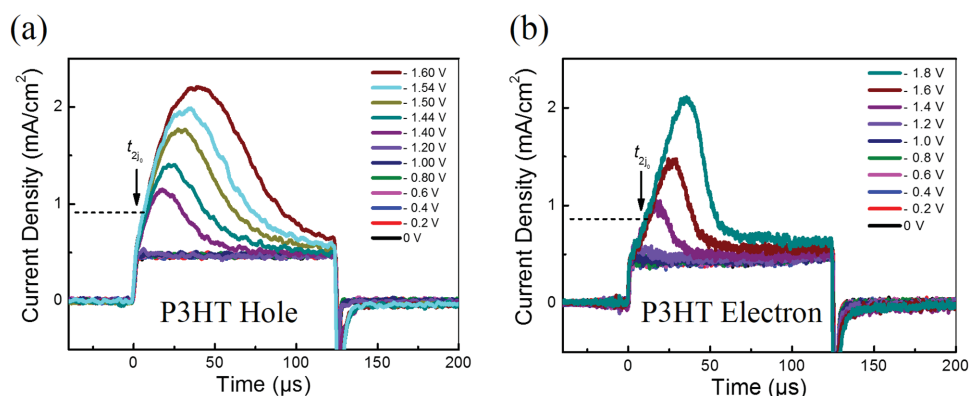 (a)
Current Density (mA/cm²)
2
1
0
t2j₀
- 1.60 V
- 1.54 V
- 1.50 V
- 1.44 V
- 1.40 V
- 1.20 V
- 1.00 V
- 0.80 V
- 0.6 V
- 0.4 V
- 0.2 V
0 V
P3HT Hole
0 50 100 150 200
Time (µs)
(b)
Current Density (mA/cm²)
2
1
0
t2j₀
- 1.8 V
- 1.6 V
- 1.4 V
- 1.2 V
- 1.0 V
- 0.8 V
- 0.6 V
- 0.4 V
- 0.2 V
0 V
P3HT Electron
0 50 100 150 200
Time (µs)